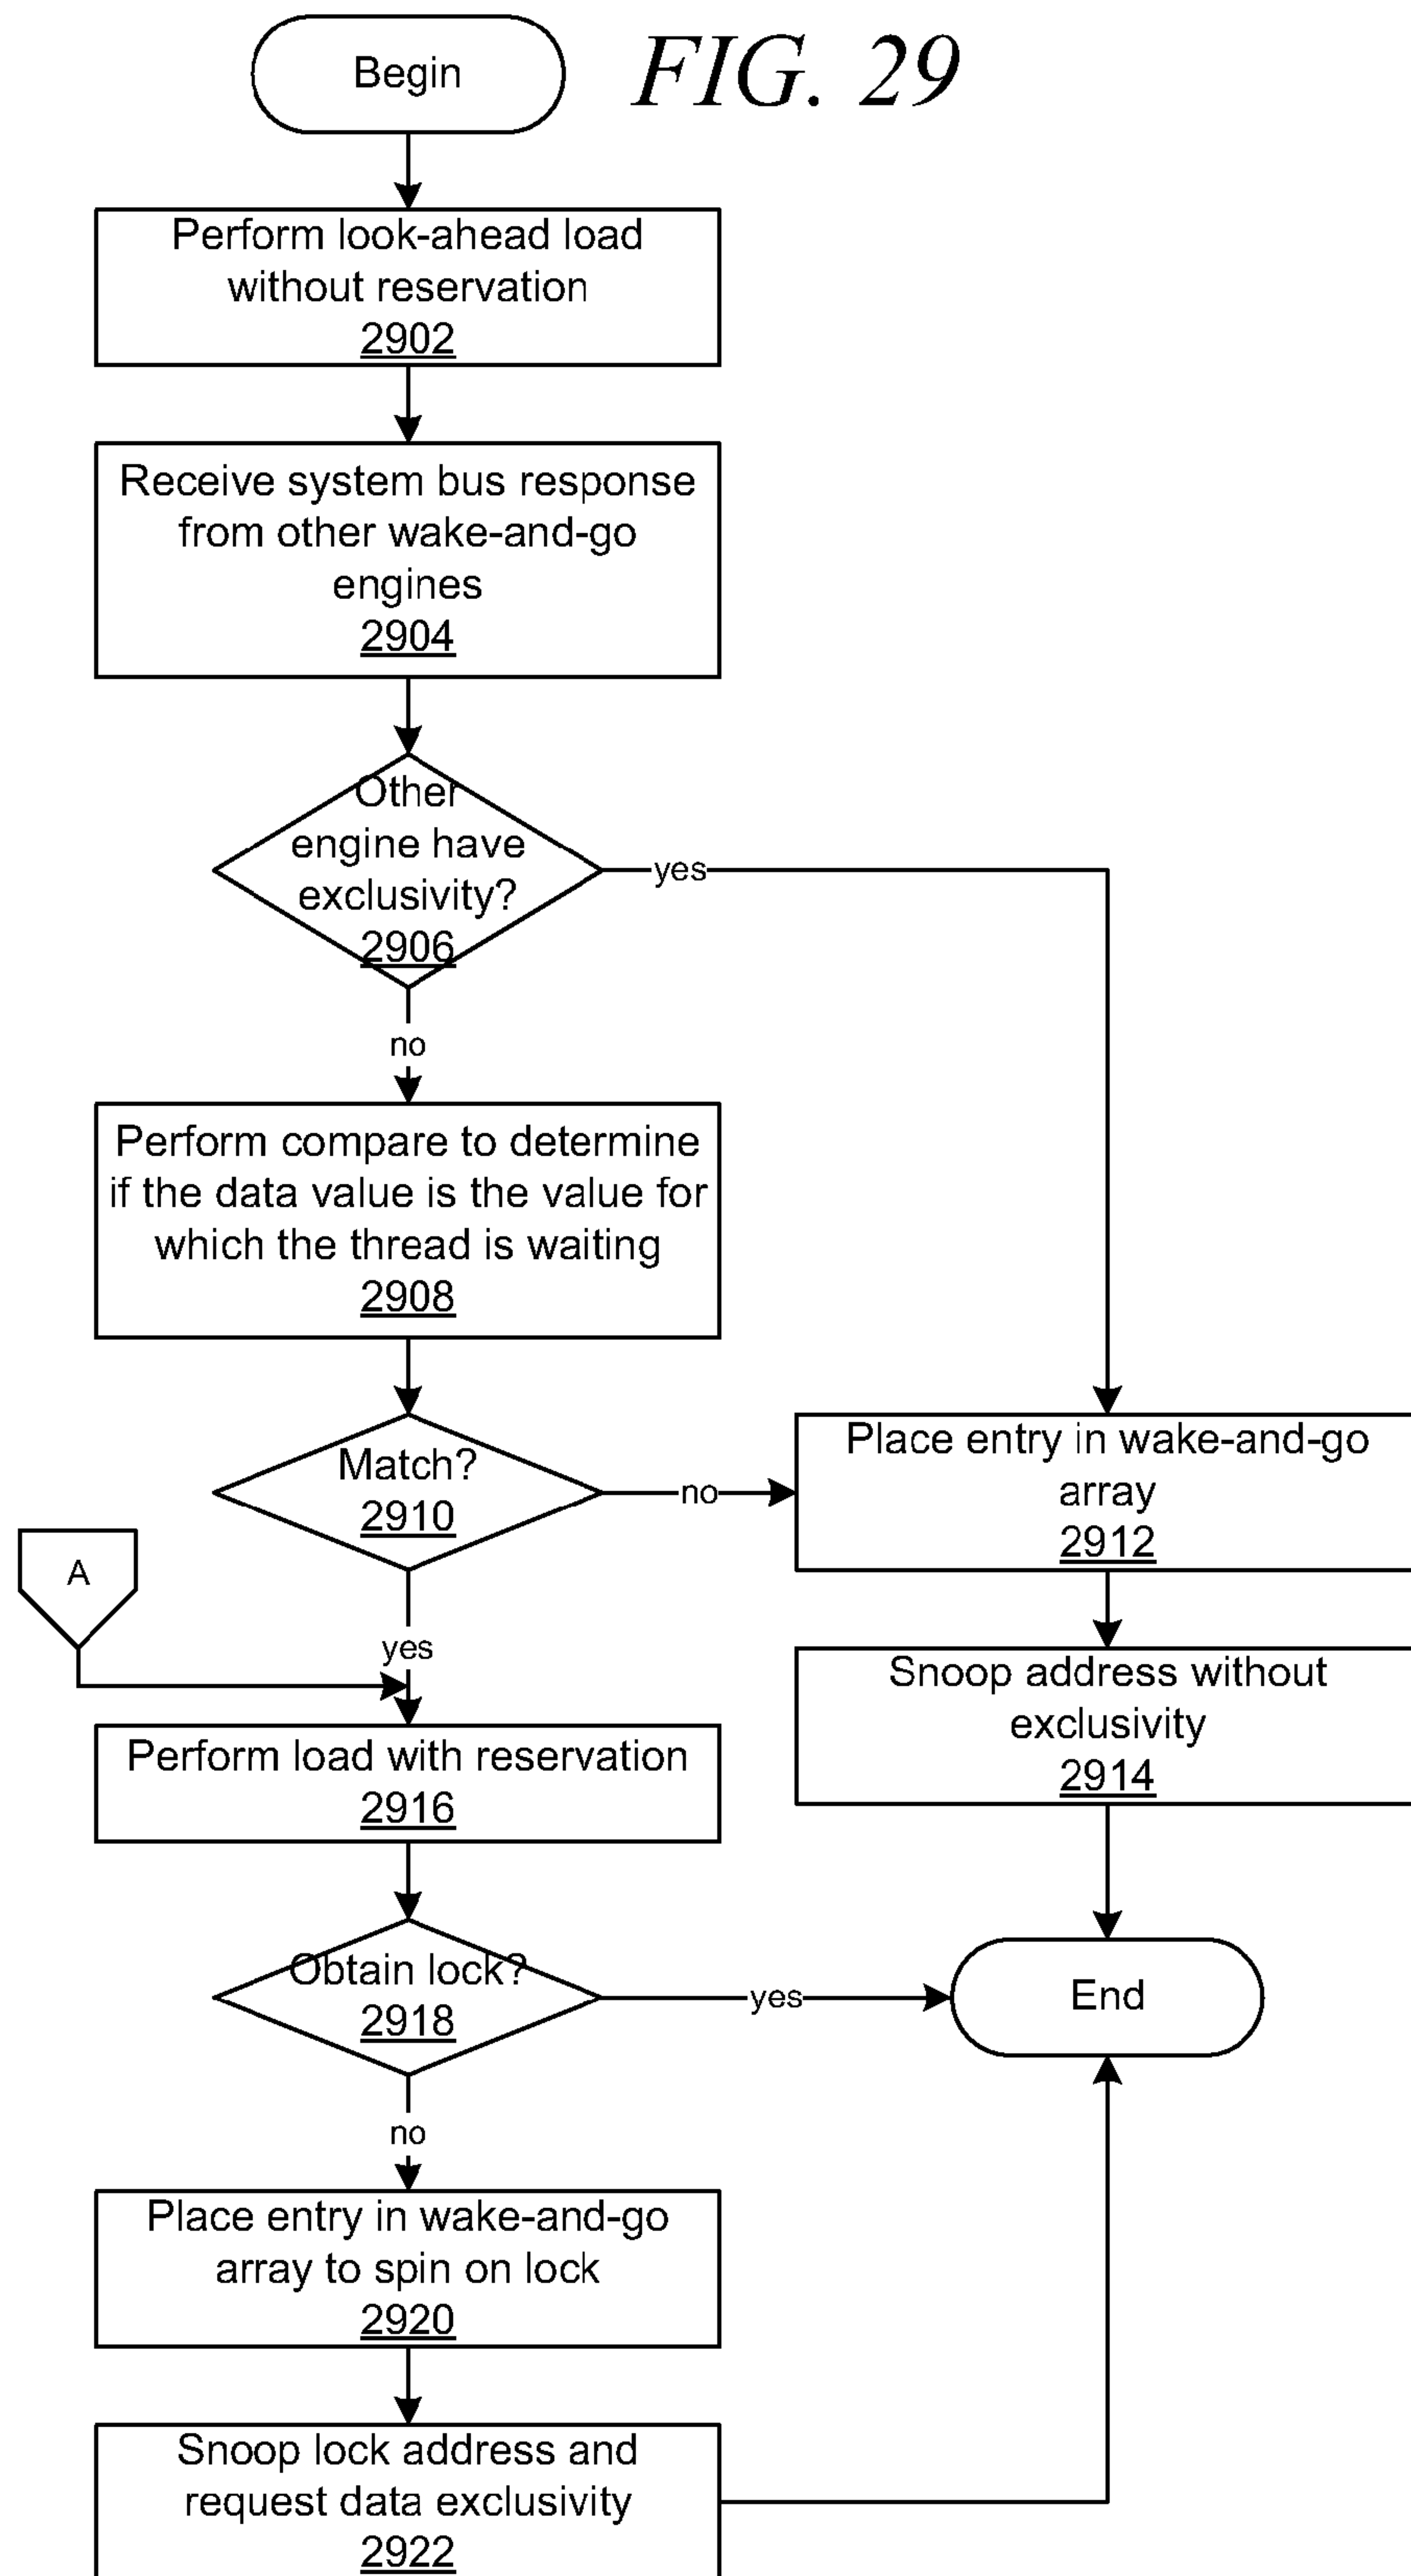 Begin
FIG. 29
Perform look-ahead load
without reservation
2902
Receive system bus response
from other wake-and-go
engines
2904
Other
engine have
exclusivity?
2906
yes
no
Perform compare to determine
if the data value is the value for
which the thread is waiting
2908
Match?
2910
no
Place entry in wake-and-go
array
2912
A
yes
Snoop address without
exclusivity
2914
Perform load with reservation
2916
Obtain lock?
2918
yes
End
no
Place entry in wake-and-go
array to spin on lock
2920
Snoop lock address and
request data exclusivity
2922